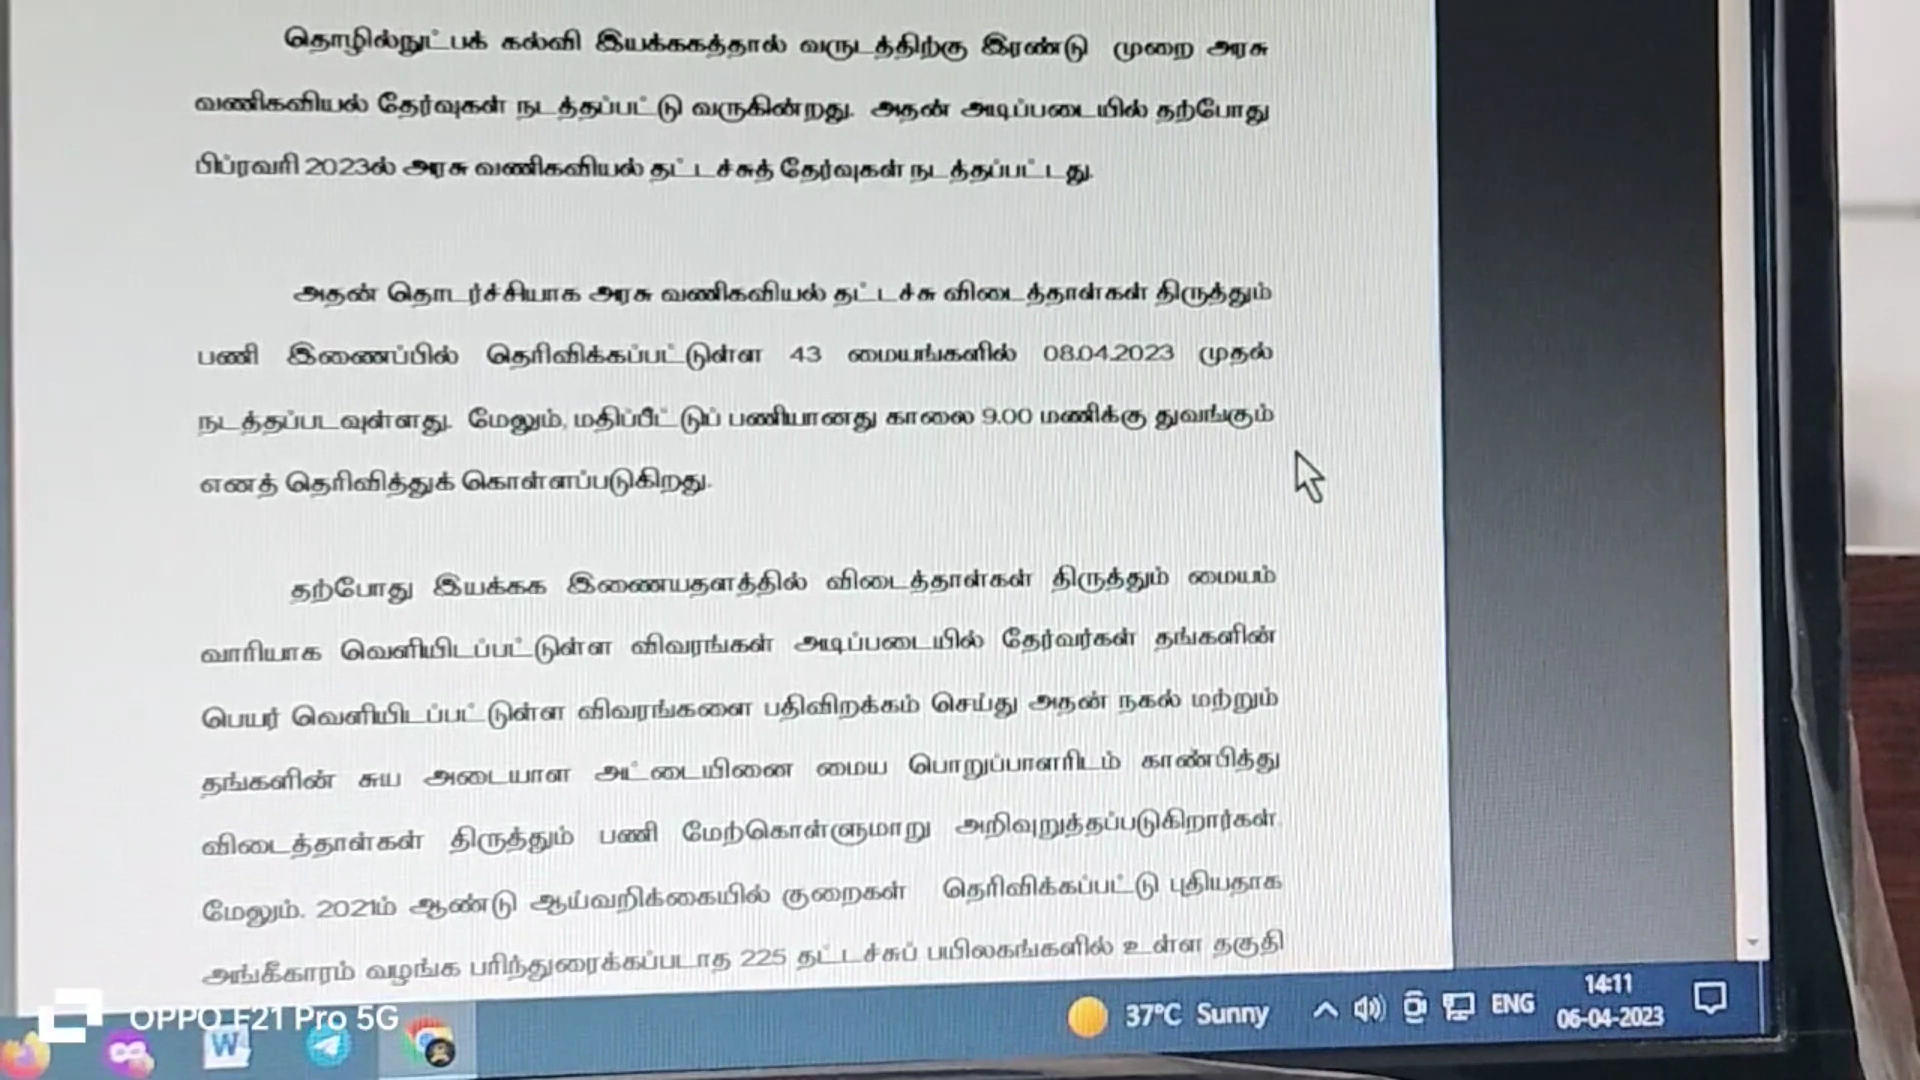 தொழில்நுட்பக் கல்வி இயக்ககத்தால் வருடத்திற்கு இரண்டு முறை அரசு
வணிகவியல் தேர்வுகள் நடத்தப்பட்டு வருகின்றது. அதன் அடிப்படையில் தற்போது
பிப்ரவரி 2023ல் அரசு வணிகவியல் தட்டச்சுத் தேர்வுகள் நடத்தப்பட்டது.
அதன் தொடர்ச்சியாக அரசு வணிகவியல் தட்டச்சு விடைத்தாள்கள் திருத்தும்
பணி இணைப்பில் தெரிவிக்கப்பட்டுள்ள 43 மையங்களில் 08.04.2023 முதல்
நடத்தப்படவுள்ளது. மேலும், மதிப்பீட்டுப் பணியானது காலை 9.00 மணிக்கு துவங்கும்
எனத் தெரிவித்துக் கொள்ளப்படுகிறது.
தற்போது இயக்கக இணையதளத்தில் விடைத்தாள்கள் திருத்தும் மையம்
வாரியாக வெளியிடப்பட்டுள்ள விவரங்கள் அடிப்படையில் தேர்வர்கள் தங்களின்
பெயர் வெளியிடப்பட்டுள்ள விவரங்களை பதிவிறக்கம் செய்து அதன் நகல் மற்றும்
தங்களின் சுய அடையாள அட்டையினை மைய பொறுப்பாளரிடம் காண்பித்து
விடைத்தாள்கள் திருத்தும் பணி மேற்கொள்ளுமாறு அறிவுறுத்தப்படுகிறார்கள்.
மேலும், 2021ம் ஆண்டு ஆய்வறிக்கையில் குறைகள் தெரிவிக்கப்பட்டு புதியதாக
அங்கீகாரம் வழங்க பரிந்துரைக்கப்படாத 225 தட்டச்சுப் பயிலகங்களில் உள்ள தகுதி
37°C Sunny ENG 14:11
06-04-2023
OPPO F21 Pro 5G
W